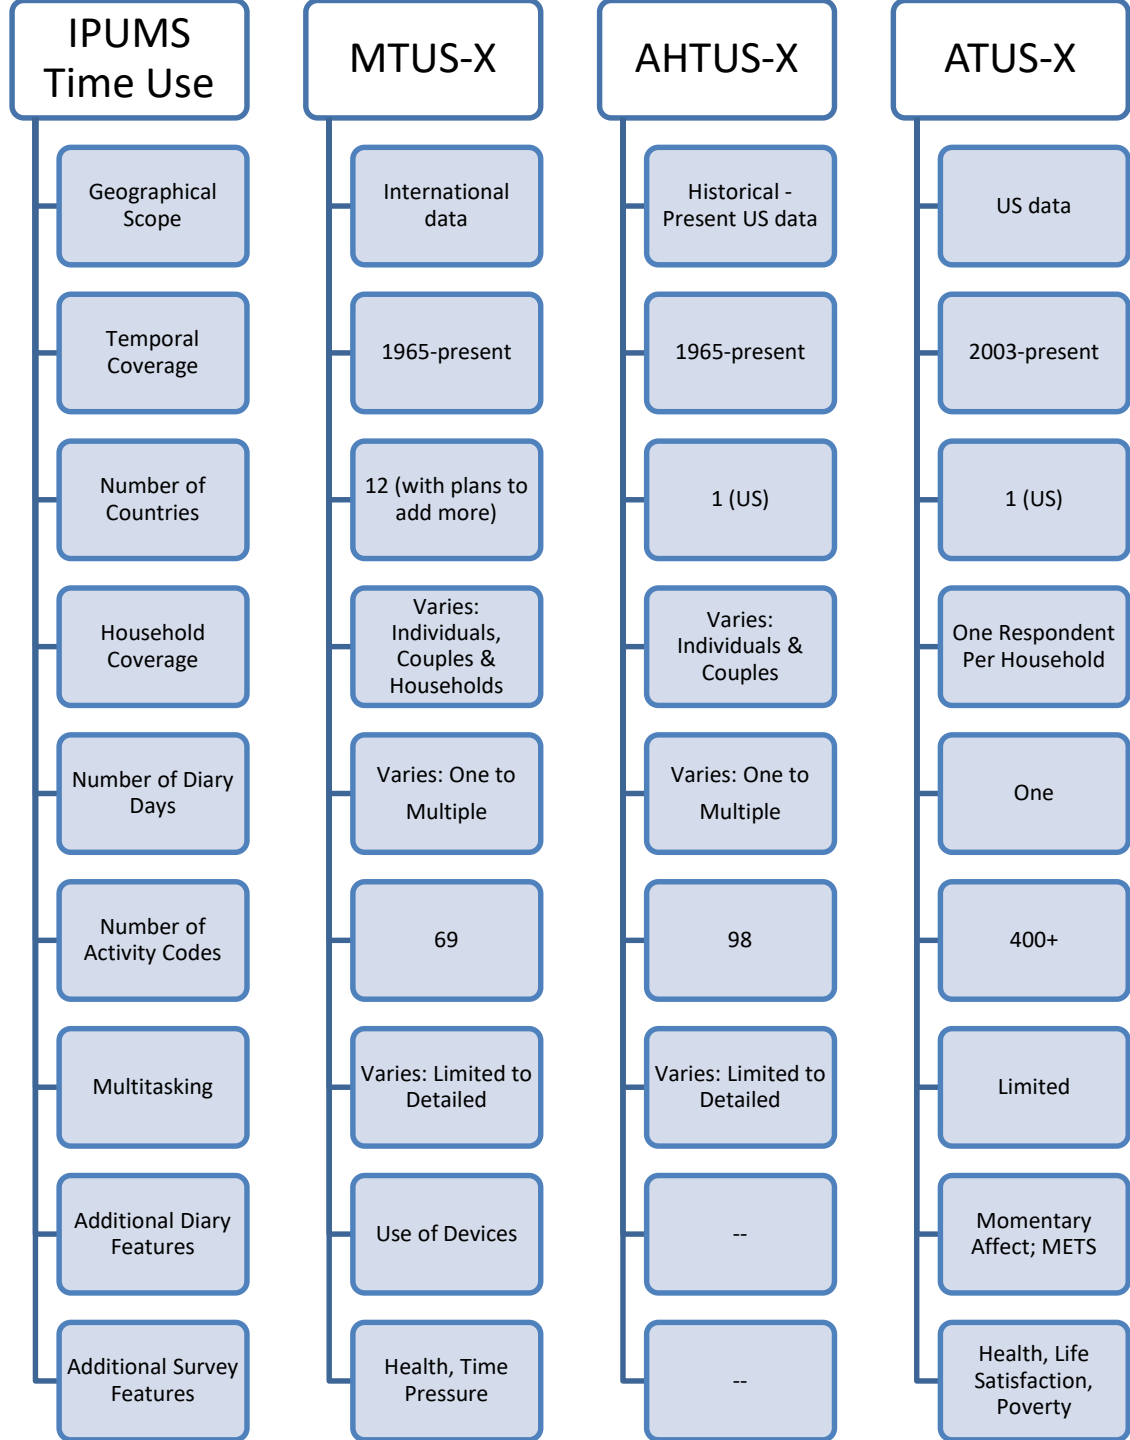 IPUMS
Time Use
MTUS-X
AHTUS-X
ATUS-X
Geographical
Scope
International
data
Historical -
Present US data
US data
Temporal
Coverage
1965-present
1965-present
2003-present
Number of
Countries
12 (with plans to
add more)
1 (US)
1 (US)
Household
Coverage
Varies:
Individuals,
Couples &
Households
Varies:
Individuals &
Couples
One Respondent
Per Household
Number of Diary
Days
Varies: One to
Multiple
Varies: One to
Multiple
One
Number of
Activity Codes
69
98
400+
Multitasking
Varies: Limited to
Detailed
Varies: Limited to
Detailed
Limited
Additional Diary
Features
Use of Devices
--
Momentary
Affect; METS
Additional Survey
Features
Health, Time
Pressure
--
Health, Life
Satisfaction,
Poverty